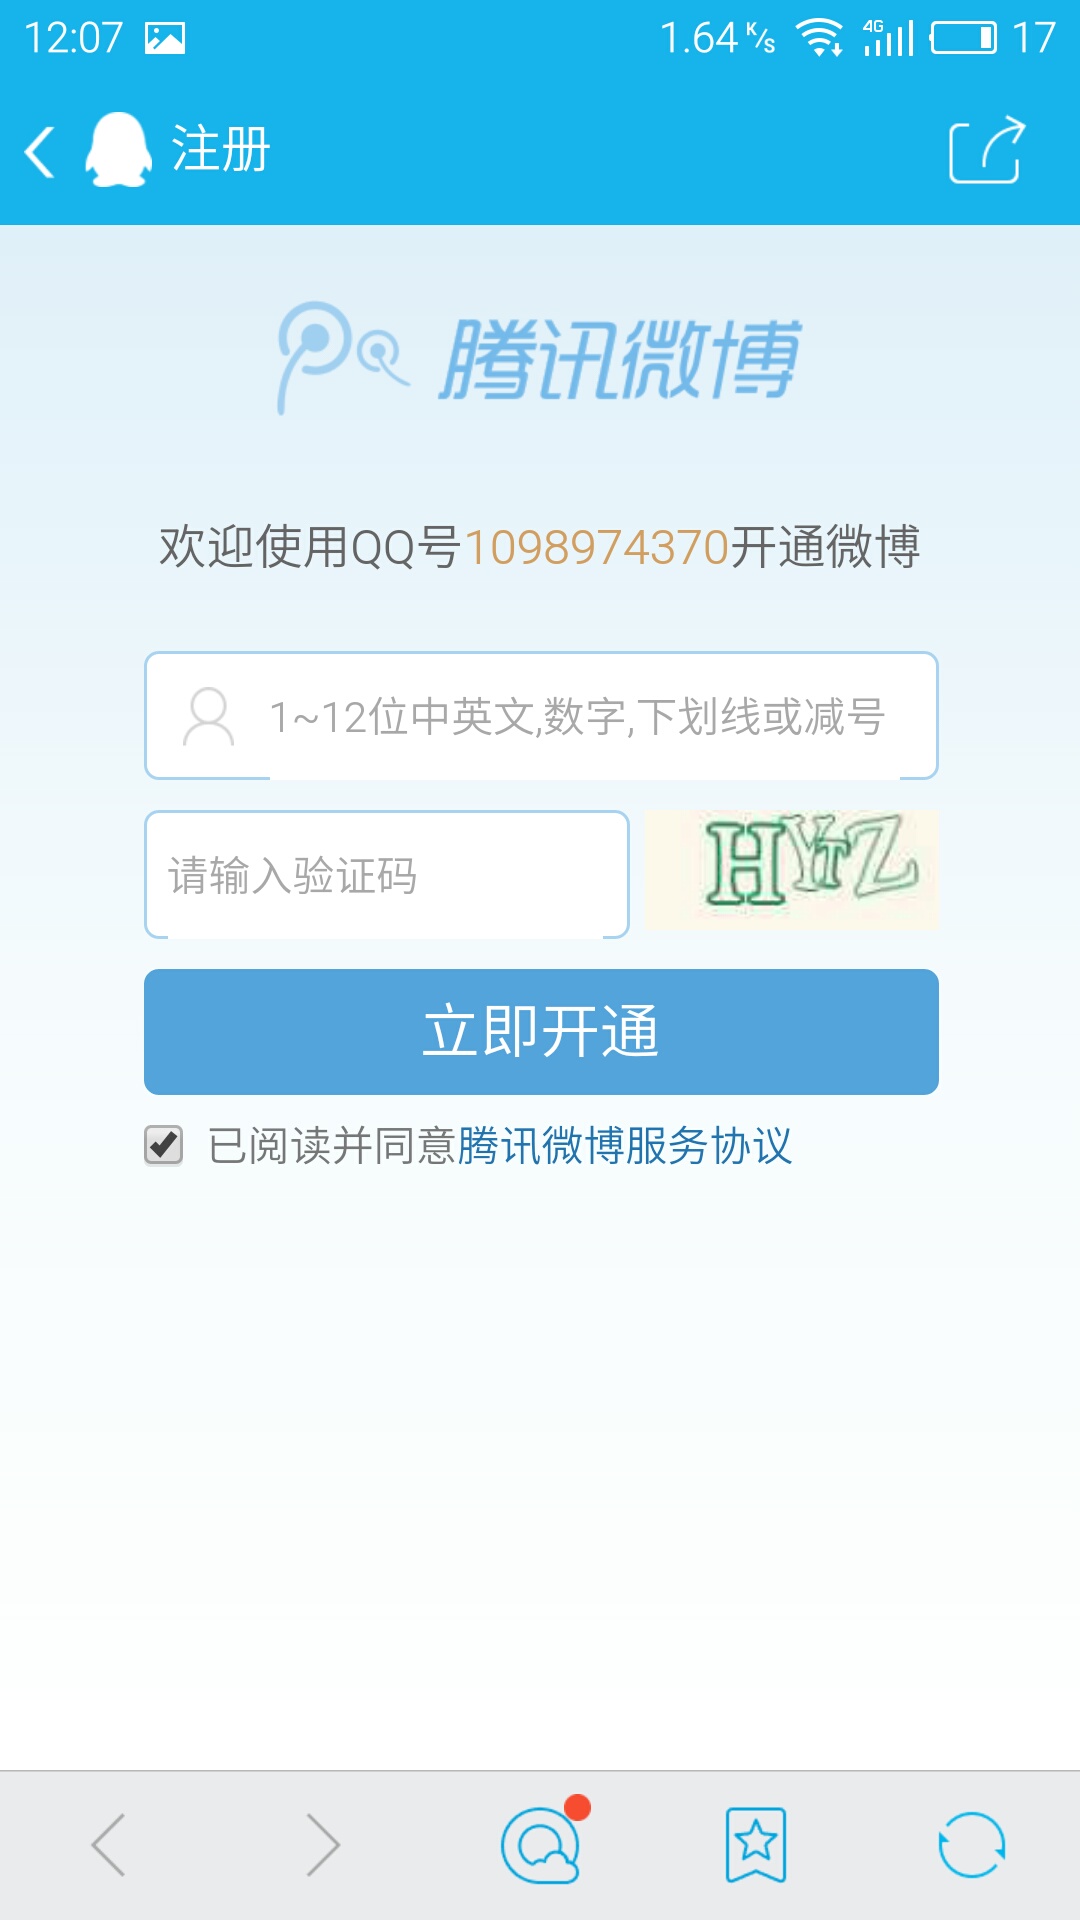 12:07 1.64 K/s 4G 17
注册
腾讯微博
欢迎使用QQ号1098974370开通微博
1~12位中英文,数字,下划线或减号
请输入验证码 HYTZ
立即开通
已阅读并同意腾讯微博服务协议